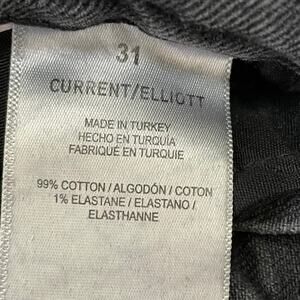 31
CURRENT/ELLIOTT
MADE IN TURKEY
HECHO EN TURQUÍA
FABRIQUÉ EN TURQUIE
99% COTTON / ALGODÓN / COTON
1% ELASTANE / ELASTANO /
ELASTHANNE